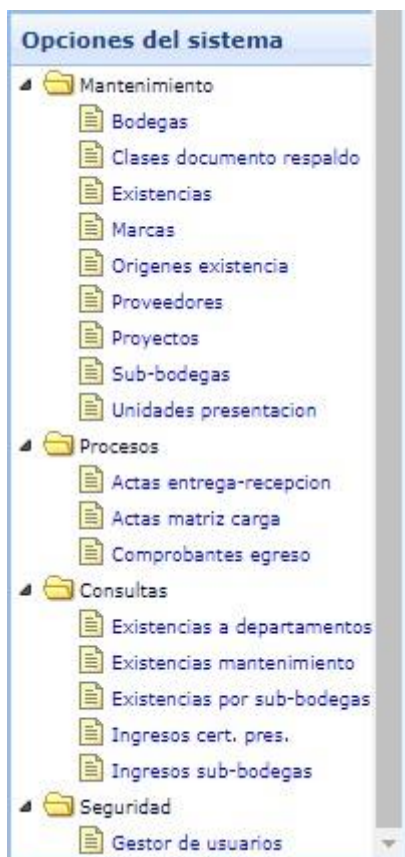 Opciones del sistema
Mantenimiento
Bodegas
Clases documento respaldo
Existencias
Marcas
Origenes existencia
Proveedores
Proyectos
Sub-bodegas
Unidades presentacion
Procesos
Actas entrega-recepcion
Actas matriz carga
Comprobantes egreso
Consultas
Existencias a departamentos
Existencias mantenimiento
Existencias por sub-bodegas
Ingresos cert. pres.
Ingresos sub-bodegas
Seguridad
Gestor de usuarios